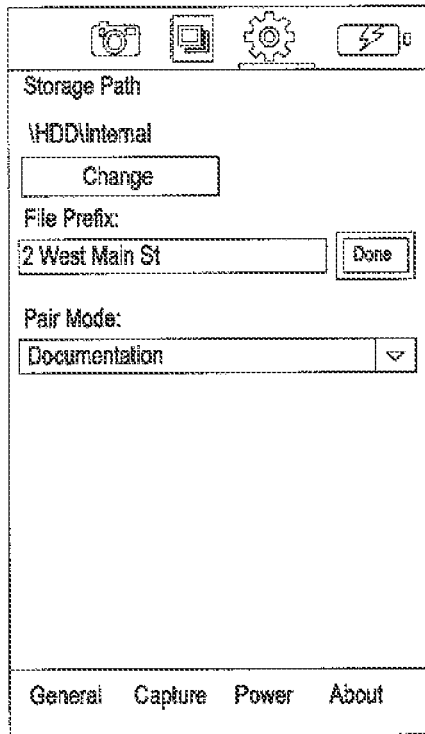 Storage Path
\HDD\Internal
Change
File Prefix:
2 West Main St
Done
Pair Mode:
Documentation
General Capture Power About